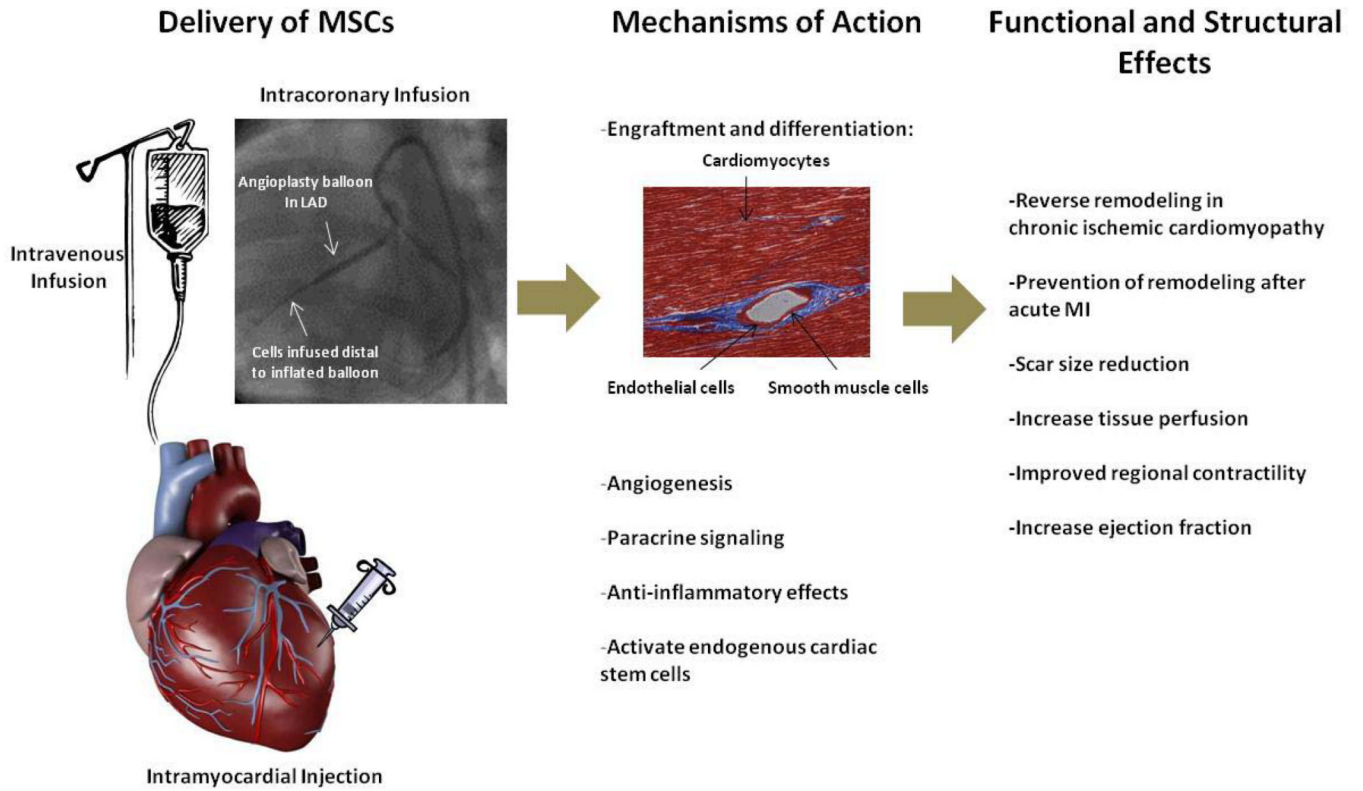 Delivery of MSCs
Intracoronary Infusion
Angioplasty balloon
In LAD
Intravenous
Infusion
Cells infused distal
to inflated balloon
Intramyocardial Injection
Mechanisms of Action
-Engraftment and differentiation:
Cardiomyocytes
Endothelial cells
Smooth muscle cells
-Angiogenesis
-Paracrine signaling
-Anti-inflammatory effects
-Activate endogenous cardiac
stem cells
Functional and Structural
Effects
-Reverse remodeling in
chronic ischemic cardiomyopathy
-Prevention of remodeling after
acute MI
-Scar size reduction
-Increase tissue perfusion
-Improved regional contractility
-Increase ejection fraction